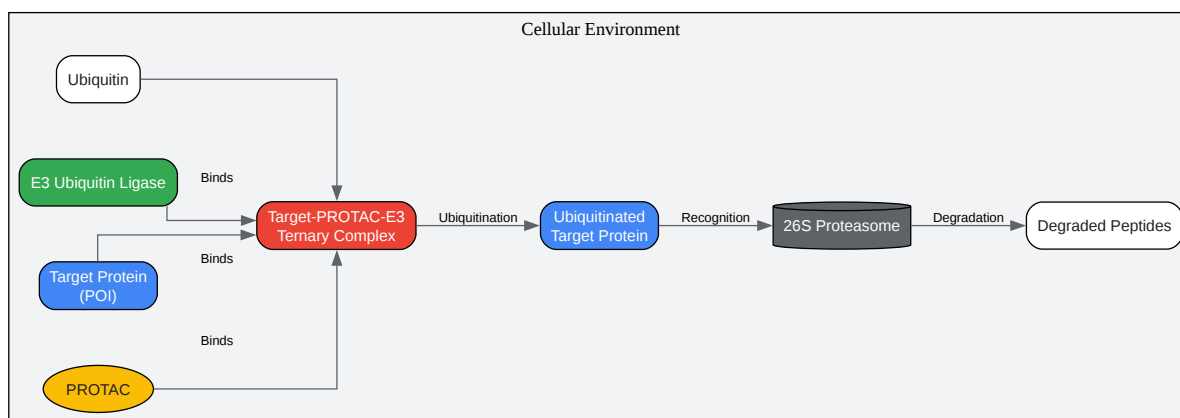 Cellular Environment
Ubiquitin
E3 Ubiquitin Ligase
Binds
Target-PROTAC-E3
Ternary Complex
Ubiquitination
Ubiquitinated
Target Protein
Recognition
26S Proteasome
Degradation
Degraded Peptides
Binds
Target Protein
(POI)
Binds
PROTAC